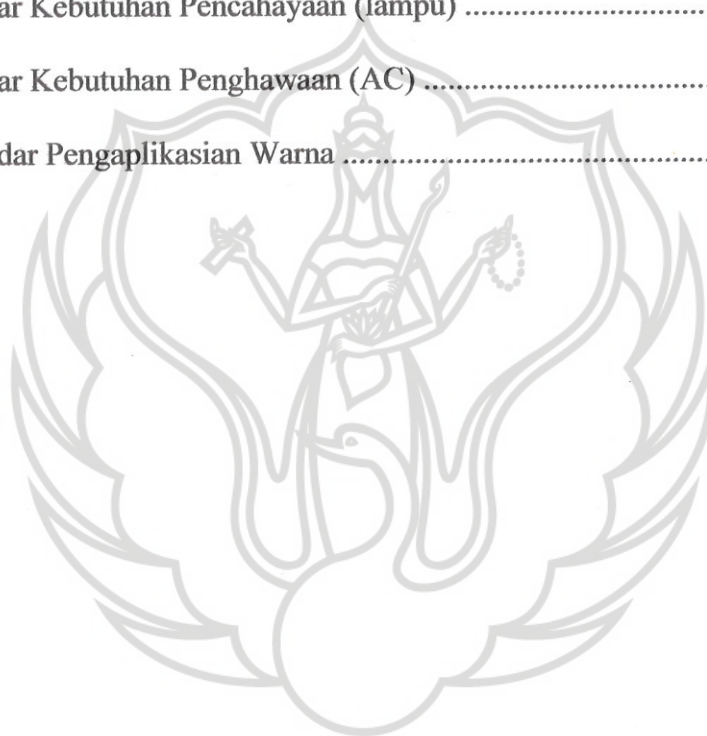 ar Kebutuhan Pencahayaan (lampu) ..............................
ar Kebutuhan Penghawaan (AC) ....................................
dar Pengaplikasian Warna ..............................................